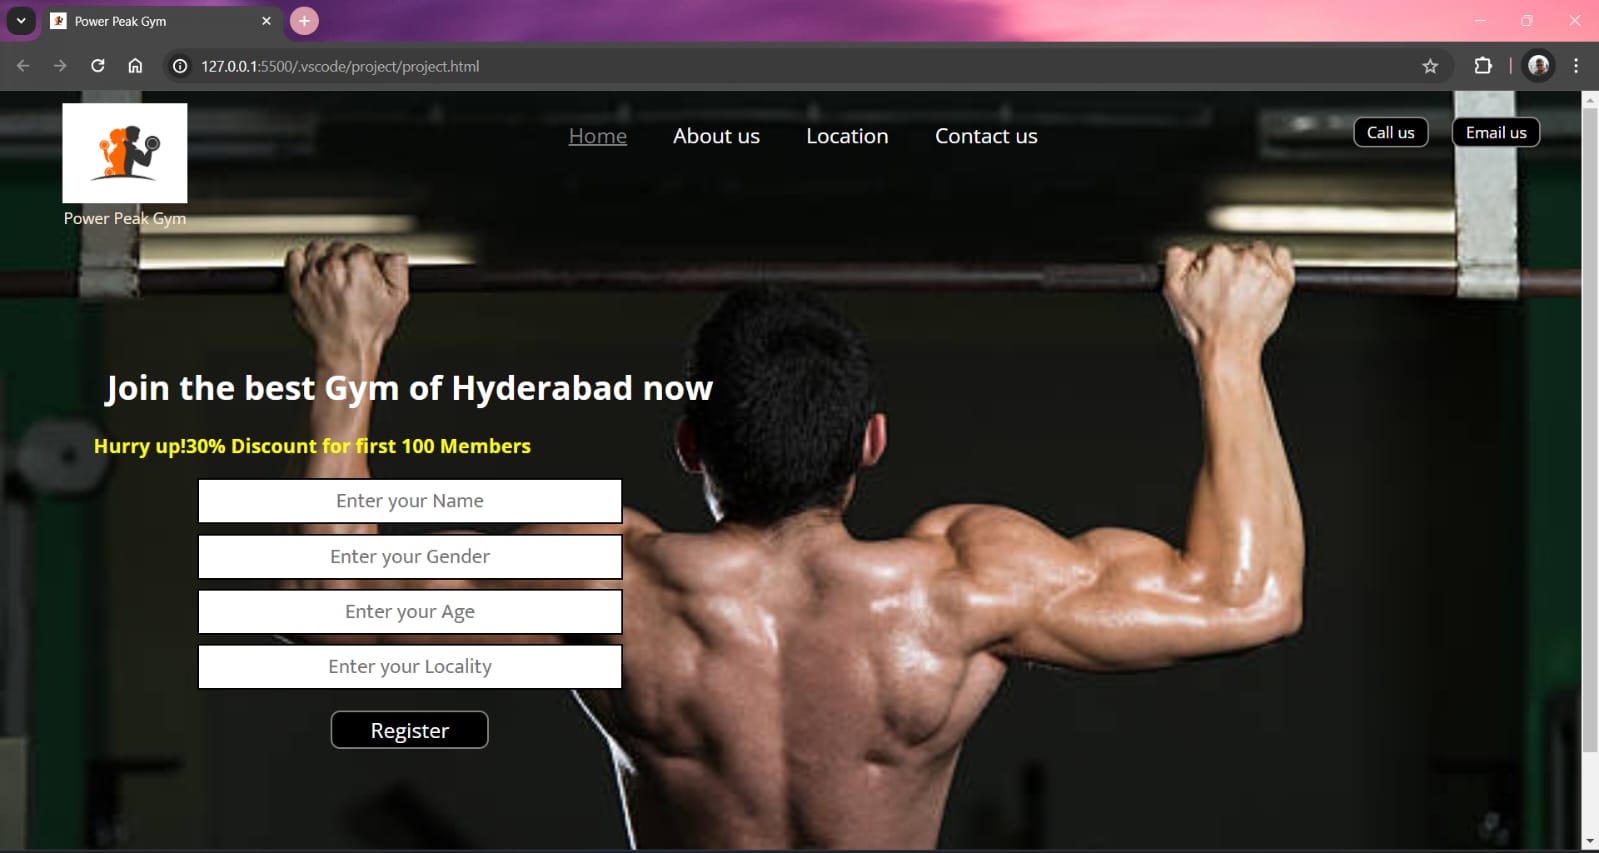 Power Peak Gym
127.0.0.1:5500/.vscode/project/project.html
Home About us Location Contact us
Call us Email us
Power Peak Gym
Join the best Gym of Hyderabad now
Hurry up!30% Discount for first 100 Members
Enter your Name
Enter your Gender
Enter your Age
Enter your Locality
Register